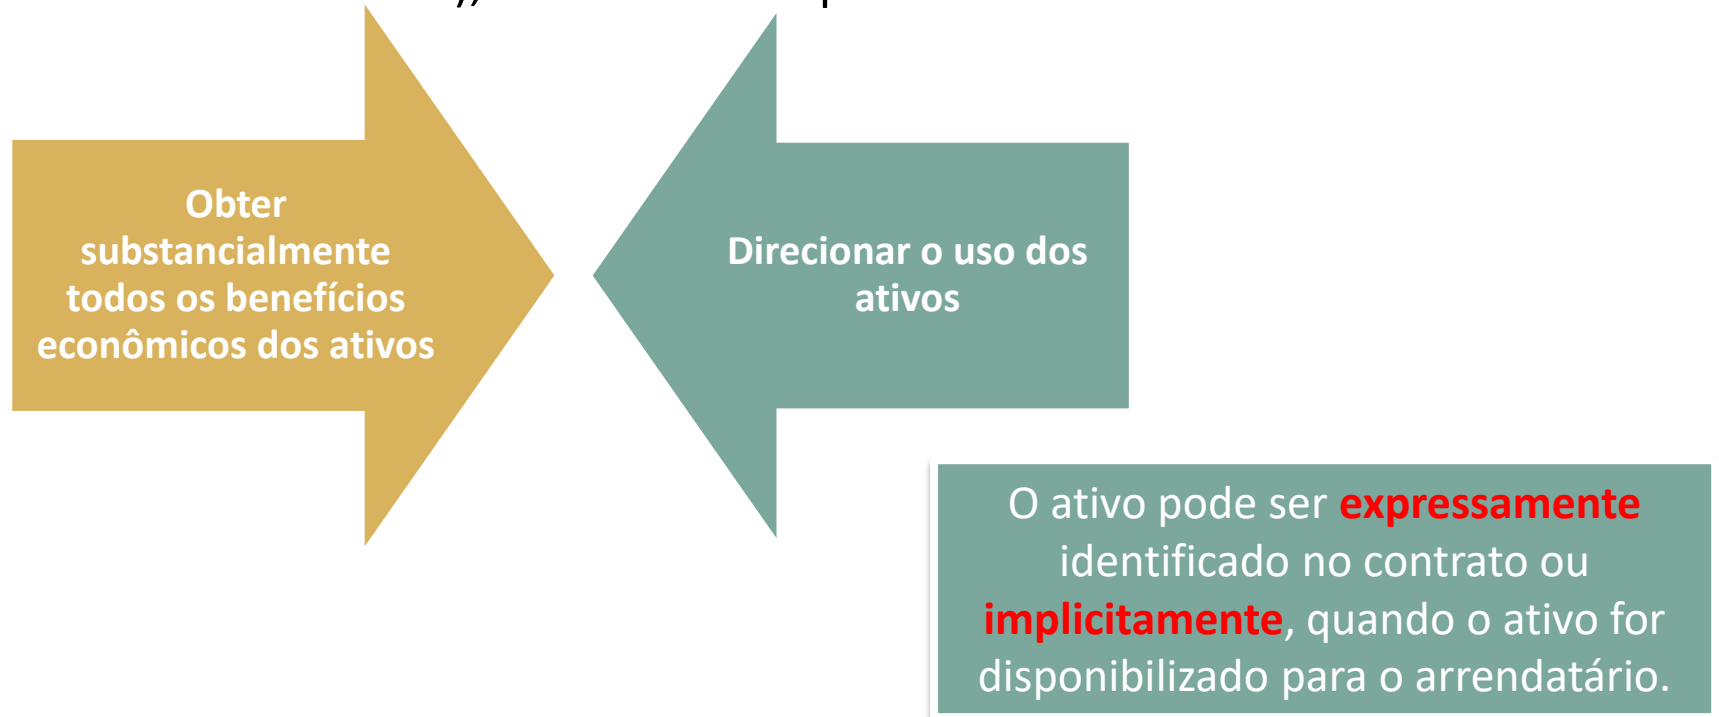 Obter
substancialmente
todos os benefícios
econômicos dos ativos
Direcionar o uso dos
ativos
O ativo pode ser expressamente
identificado no contrato ou
implicitamente, quando o ativo for
disponibilizado para o arrendatário.